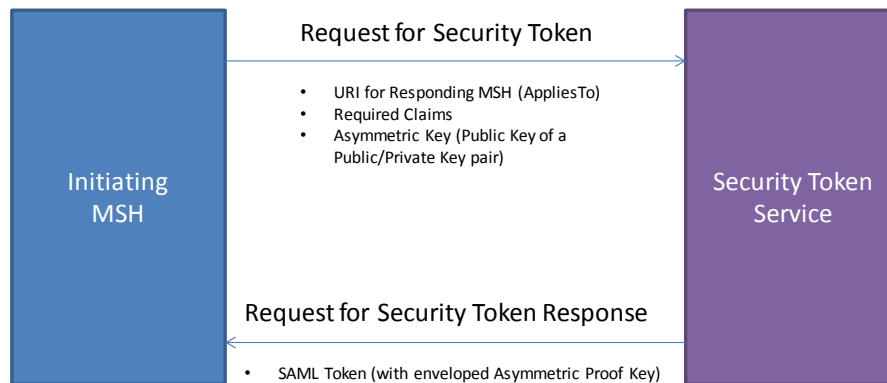 Request for Security Token
• URI for Responding MSH (AppliesTo)
• Required Claims
• Asymmetric Key (Public Key of a
Public/Private Key pair)
Initiating
MSH
Security Token
Service
Request for Security Token Response
• SAML Token (with enveloped Asymmetric Proof Key)